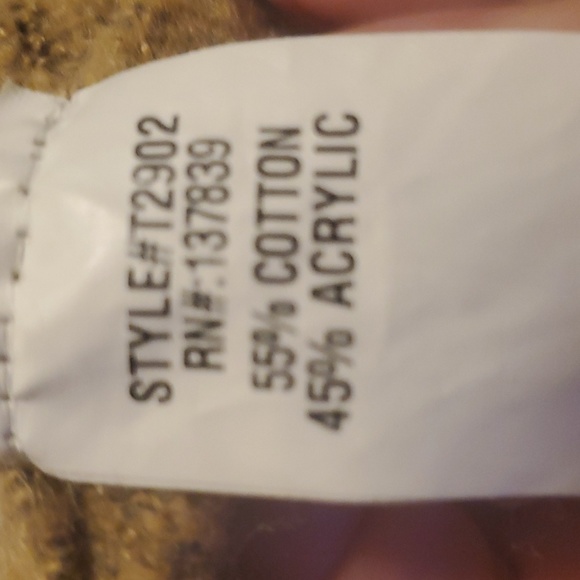 STYLE#T2902
RN#:137839
55% COTTON
45% ACRYLIC